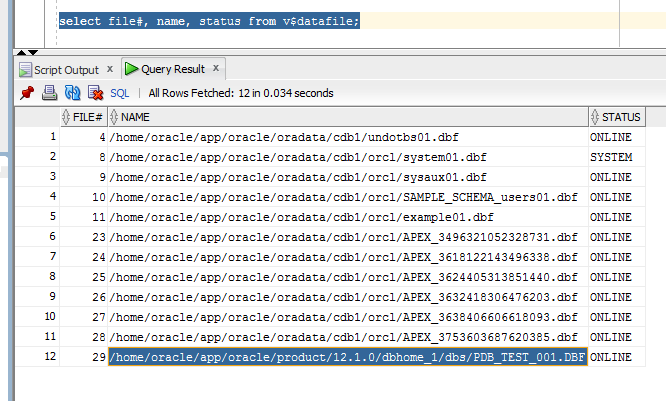 select file#, name, status from v$datafile;
Script Output x Query Result x
SQL | All Rows Fetched: 12 in 0.034 seconds
FILE# NAME STATUS
1 4 /home/oracle/app/oracle/oradata/cdb1/undotbs01.dbf ONLINE
2 8 /home/oracle/app/oracle/oradata/cdb1/orcl/system01.dbf SYSTEM
3 9 /home/oracle/app/oracle/oradata/cdb1/orcl/sysaux01.dbf ONLINE
4 10 /home/oracle/app/oracle/oradata/cdb1/orcl/SAMPLE_SCHEMA_users01.dbf ONLINE
5 11 /home/oracle/app/oracle/oradata/cdb1/orcl/example01.dbf ONLINE
6 23 /home/oracle/app/oracle/oradata/cdb1/orcl/APEX_3496321052328731.dbf ONLINE
7 24 /home/oracle/app/oracle/oradata/cdb1/orcl/APEX_3618122143496338.dbf ONLINE
8 25 /home/oracle/app/oracle/oradata/cdb1/orcl/APEX_3624405313851440.dbf ONLINE
9 26 /home/oracle/app/oracle/oradata/cdb1/orcl/APEX_3632418306476203.dbf ONLINE
10 27 /home/oracle/app/oracle/oradata/cdb1/orcl/APEX_3638406606618093.dbf ONLINE
11 28 /home/oracle/app/oracle/oradata/cdb1/orcl/APEX_3753603687620385.dbf ONLINE
12 29 /home/oracle/app/oracle/product/12.1.0/dbhome_1/dbs/PDB_TEST_001.DBF ONLINE